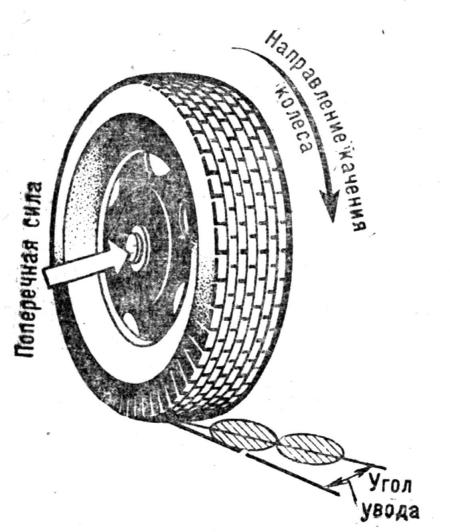 Направление качения
колеса
Поперечная сила
Угол
увода